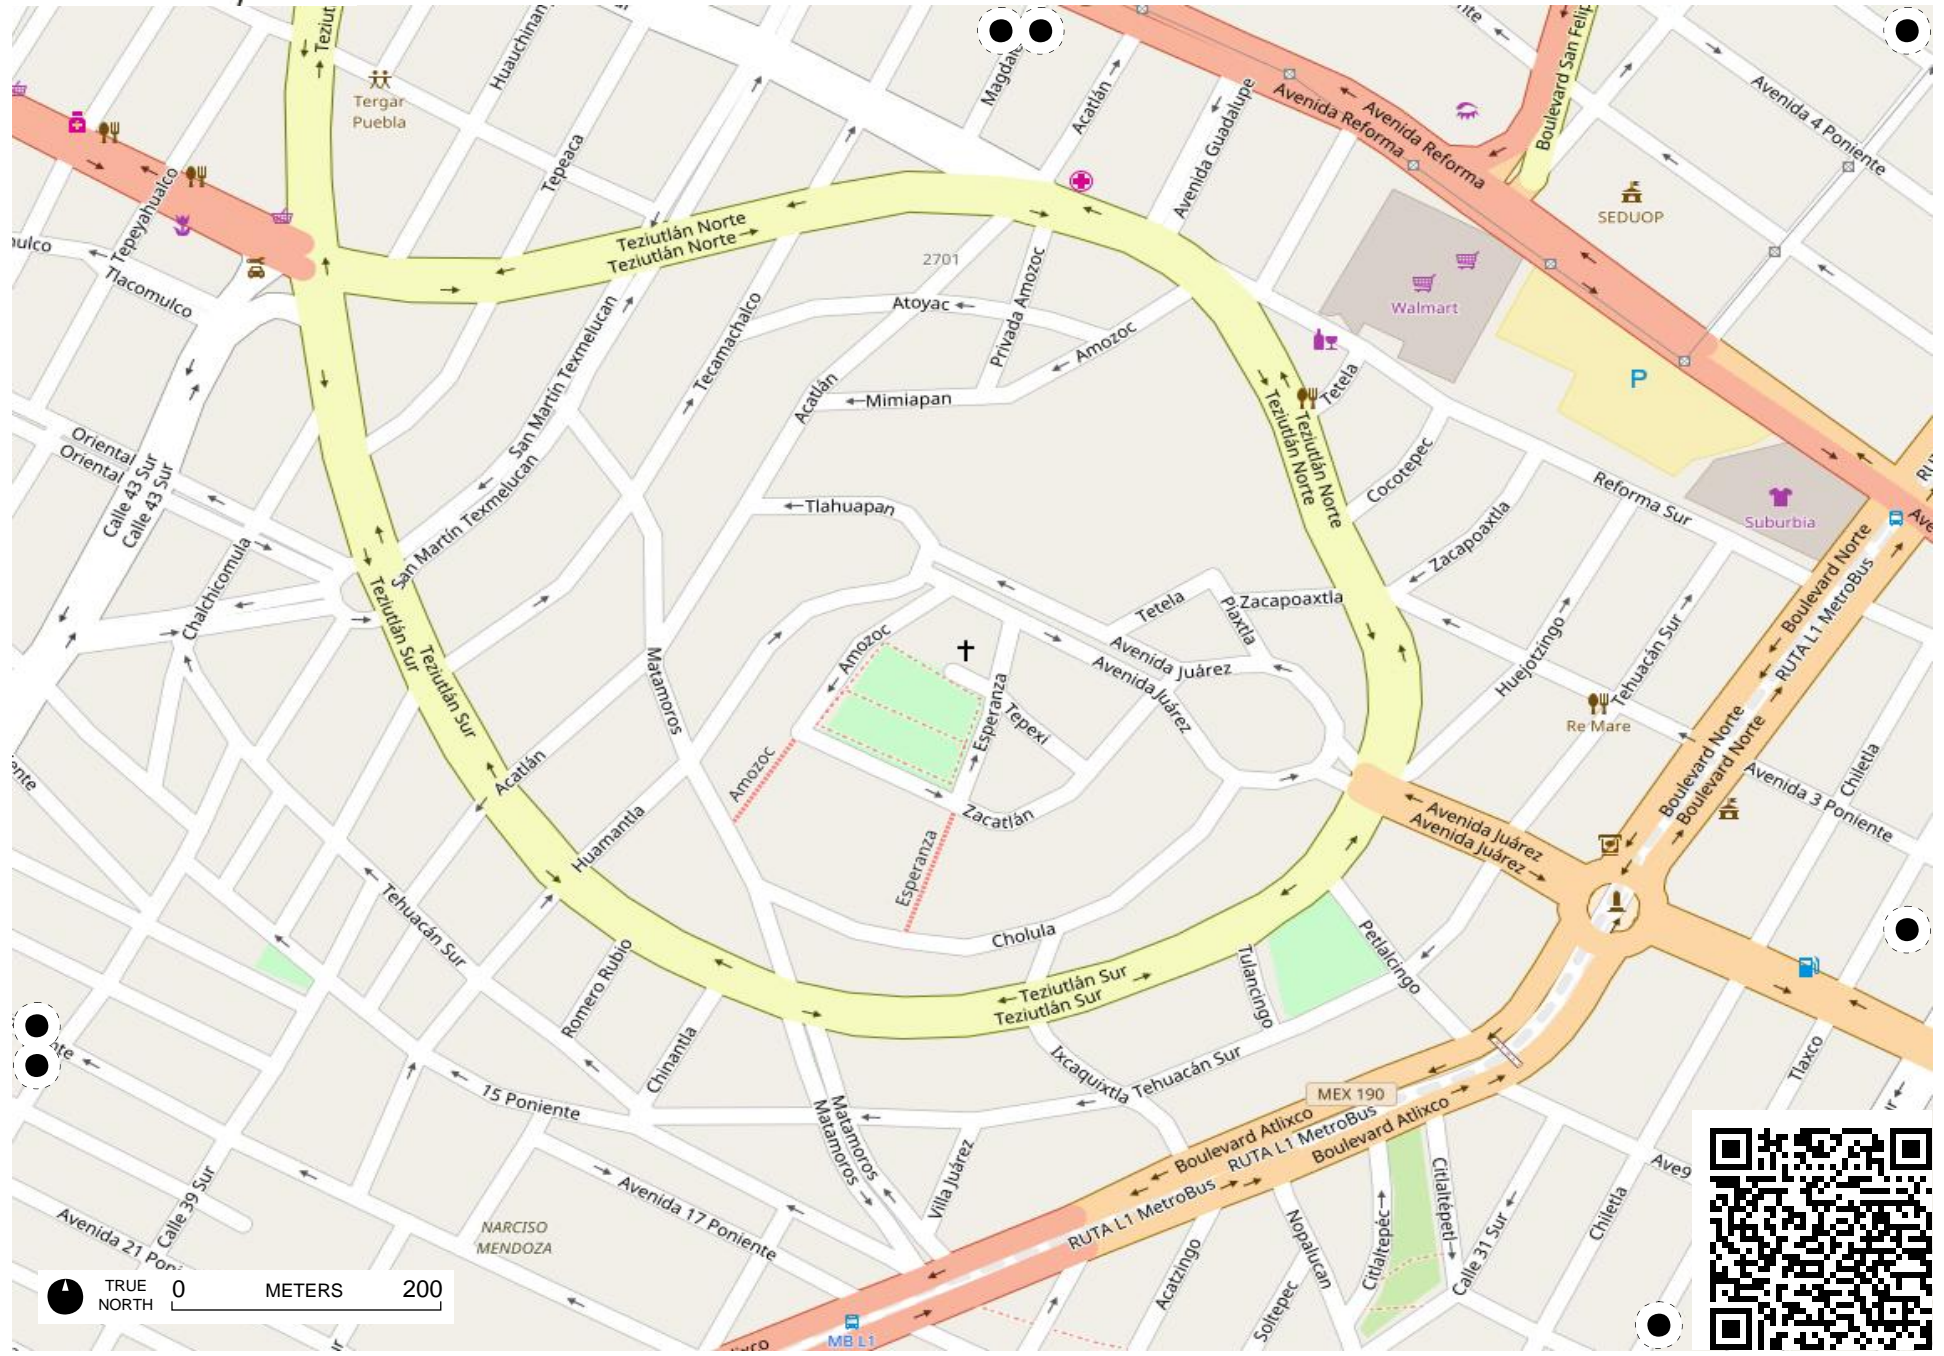 Teziut
Huauchinan
Tergar
Puebla
Tepeaca
Magdale
Acatlán
Avenida Guadalupe
Avenida Reforma
Avenida Reforma
Boulevard San Felip
Avenida 4 Poniente
SEDUOP
Tepeyahualco
Tlacomulco
Teziutlán Norte
Teziutlán Norte
2701
Privada Amozoc
Atoyac
Amozoc
Mimiapan
Walmart
P
Tetela
San Martín Texmelucan
Tecamachalco
Acatlán
Teziutlán Norte
Teziutlán Norte
Cocotepec
Reforma Sur
Suburbia
Oriental
Oriental
Calle 43 Sur
Calle 43 Sur
San Martín Texmelucan
Tlahuapan
Zacapoaxtla
Boulevard Norte
RUTA L1 MetroBus
Chalchicomula
Teziutlán Sur
Teziutlán Sur
Tetela
Zacapoaxtla
Plaxtla
Avenida Juárez
Avenida Juárez
Amozoc
Matamoros
Esperanza
Tepexi
Huejotzingo
Tehuacán Sur
Re Mare
Boulevard Norte
Boulevard Norte
Chiletla
Avenida 3 Poniente
Acatlán
Amozoc
Huamantla
Zacatlán
Esperanza
Avenida Juárez
Avenida Juárez
Tehuacán Sur
Cholula
Petlalcingo
Tulancingo
Romero Rubio
Teziutlán Sur
Teziutlán Sur
Chinantla
Ixcaquixtla
Tehuacán Sur
15 Poniente
Matamoros
Matamoros
MEX 190
Boulevard Atlixco
RUTA L1 MetroBus
Boulevard Atlixco
Tlaxco
Villa Juárez
Calle 39 Sur
Avenida 17 Poniente
Avenida 21 Poni
NARCISO
MENDOZA
RUTA L1 MetroBus
Citlaltépec
Citlaltépetl
Calle 31 Sur
Chiletla
Ave9
Nopalucan
Acatzingo
Soltepec
MB L1
TRUE
NORTH
0 METERS 200